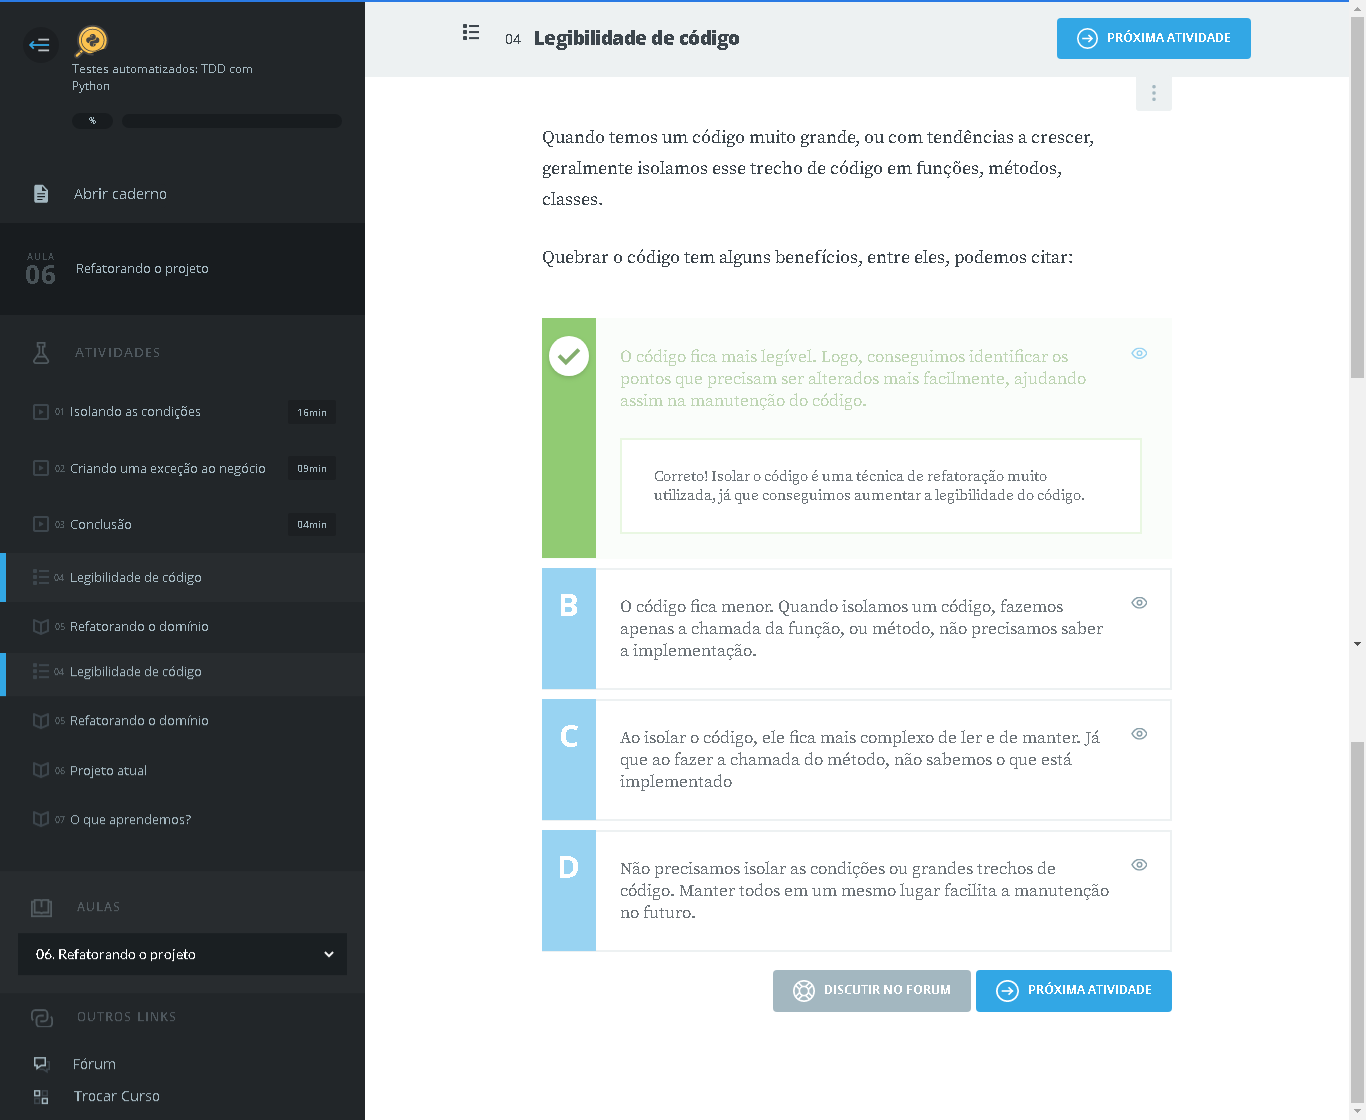 Testes automatizados: TDD com
Python
%
Abrir caderno
AULA
06
Refatorando o projeto
ATIVIDADES
01 Isolando as condições 16min
02 Criando uma exceção ao negócio 09min
03 Conclusão 04min
04 Legibilidade de código
05 Refatorando o domínio
04 Legibilidade de código
05 Refatorando o domínio
06 Projeto atual
07 O que aprendemos?
AULAS
06. Refatorando o projeto
OUTROS LINKS
Fórum
Trocar Curso
04 Legibilidade de código
PRÓXIMA ATIVIDADE
Quando temos um código muito grande, ou com tendências a crescer,
geralmente isolamos esse trecho de código em funções, métodos,
classes.
Quebrar o código tem alguns benefícios, entre eles, podemos citar:
O código fica mais legível. Logo, conseguimos identificar os
pontos que precisam ser alterados mais facilmente, ajudando
assim na manutenção do código.
Correto! Isolar o código é uma técnica de refatoração muito
utilizada, já que conseguimos aumentar a legibilidade do código.
B
O código fica menor. Quando isolamos um código, fazemos
apenas a chamada da função, ou método, não precisamos saber
a implementação.
C
Ao isolar o código, ele fica mais complexo de ler e de manter. Já
que ao fazer a chamada do método, não sabemos o que está
implementado
D
Não precisamos isolar as condições ou grandes trechos de
código. Manter todos em um mesmo lugar facilita a manutenção
no futuro.
DISCUTIR NO FORUM
PRÓXIMA ATIVIDADE